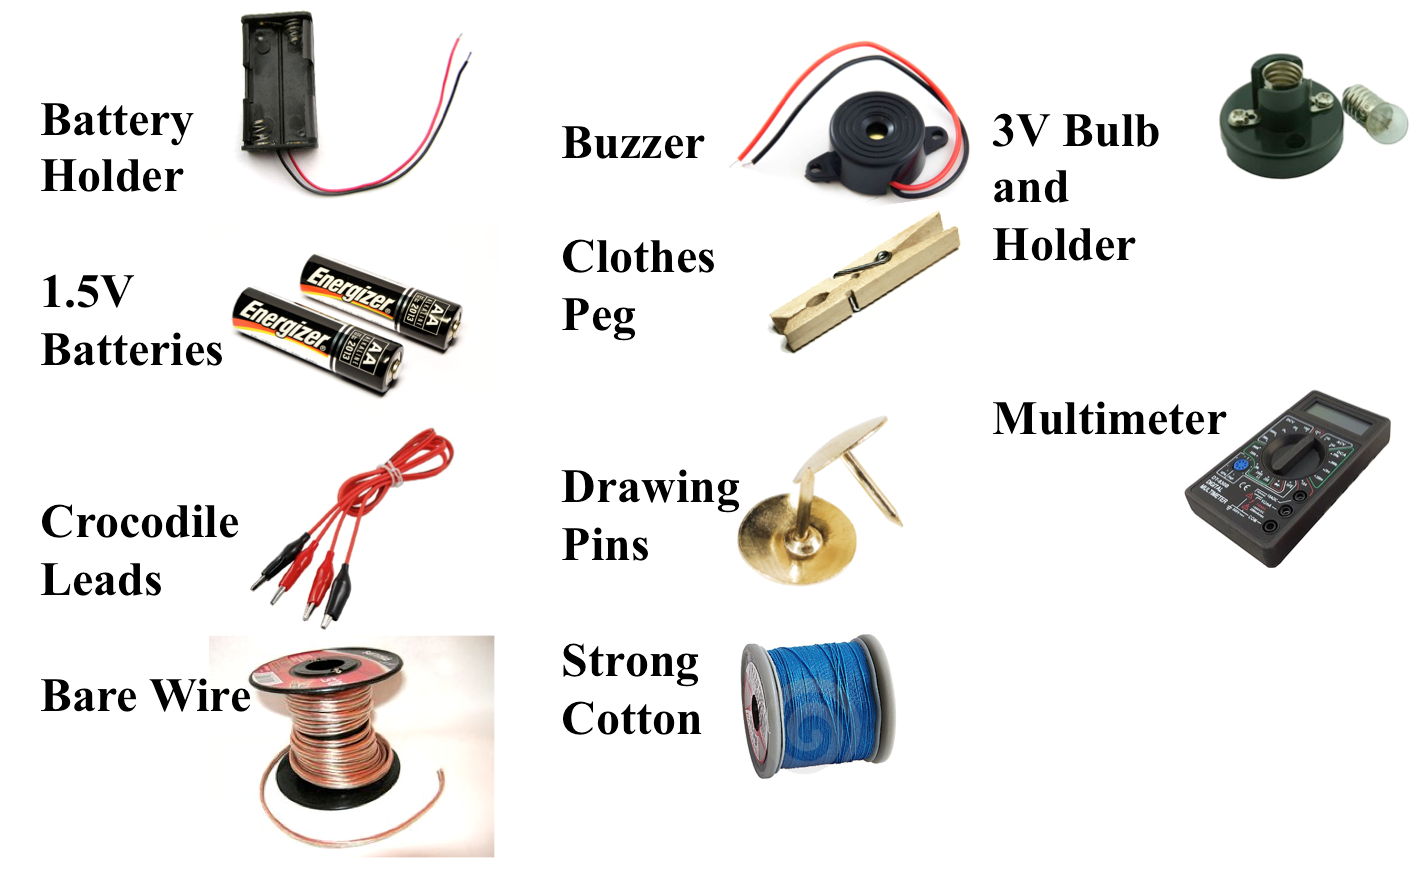 Battery
Holder
1.5V
Batteries
Energizer
AA
Energizer
AA
Crocodile
Leads
Bare Wire
Buzzer
Clothes
Peg
Drawing
Pins
Strong
Cotton
3V Bulb
and
Holder
Multimeter